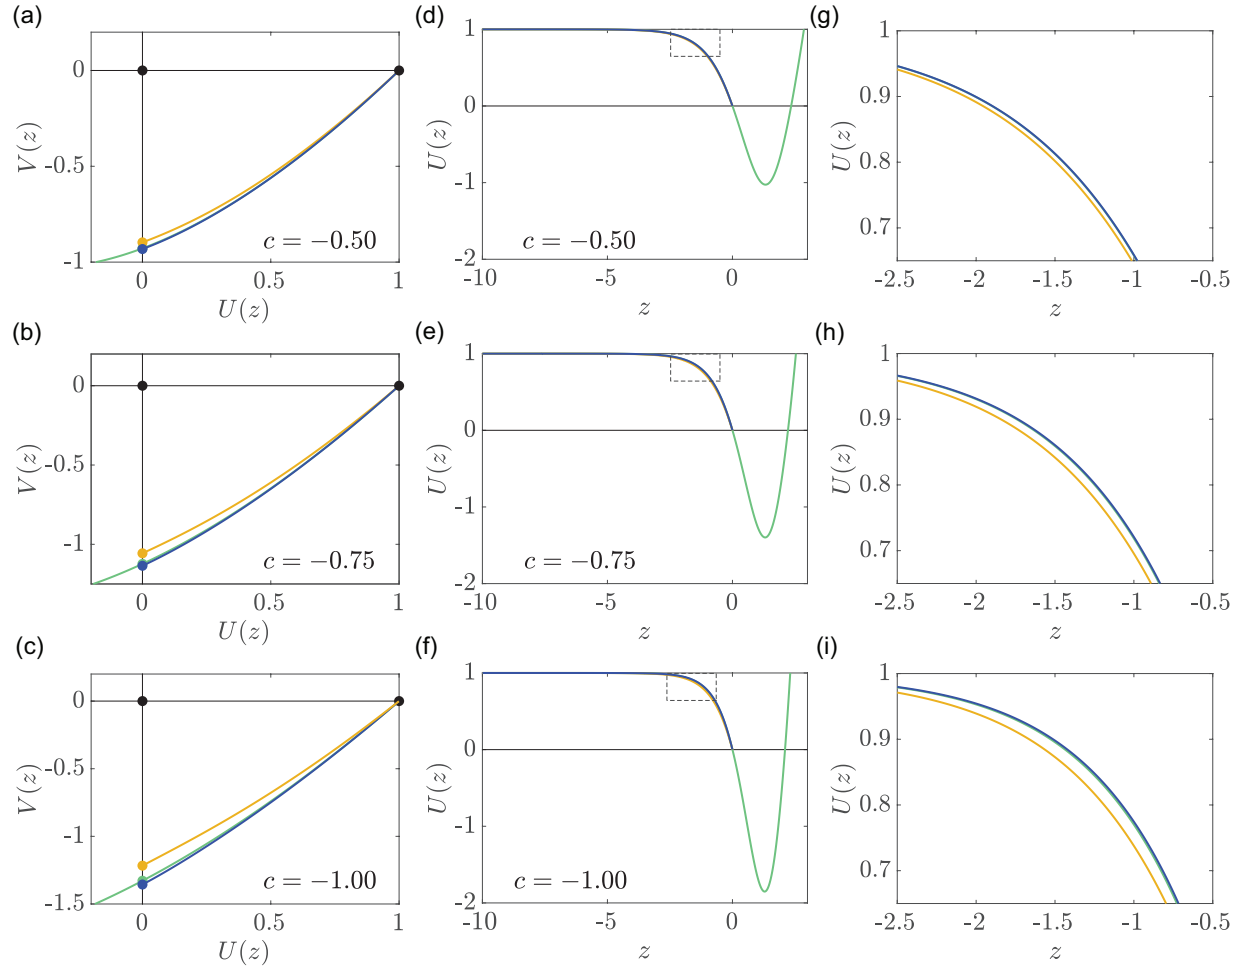 (a)
0
-0.5
-1
V(z)
c = −0.50
0
0.5
1
U(z)
(d)
1
0
-1
-2
U(z)
c = −0.50
-10
-5
0
z
(g)
1
0.9
0.8
0.7
U(z)
-2.5
-2
-1.5
-1
-0.5
z
(b)
0
-0.5
-1
V(z)
c = −0.75
0
0.5
1
U(z)
(e)
1
0
-1
-2
U(z)
c = −0.75
-10
-5
0
z
(h)
1
0.9
0.8
0.7
U(z)
-2.5
-2
-1.5
-1
-0.5
z
(c)
0
-0.5
-1
-1.5
V(z)
c = −1.00
0
0.5
1
U(z)
(f)
1
0
-1
-2
U(z)
c = −1.00
-10
-5
0
z
(i)
1
0.9
0.8
0.7
U(z)
-2.5
-2
-1.5
-1
-0.5
z